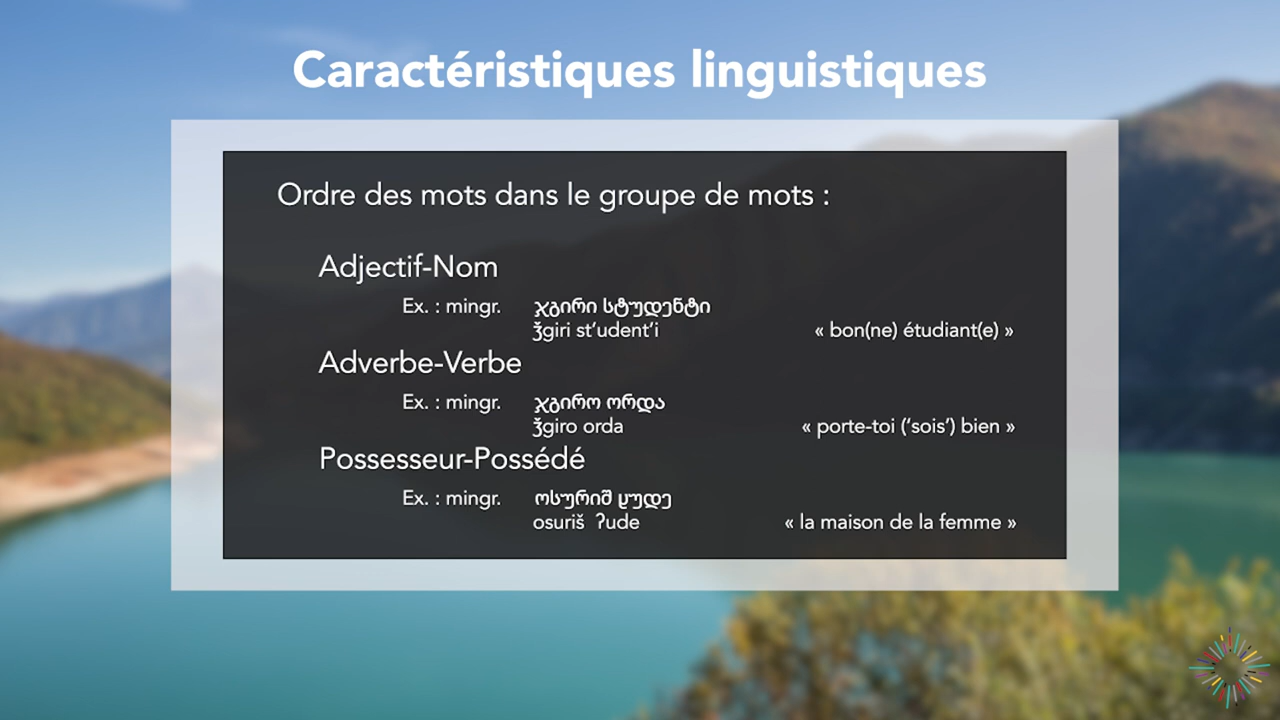 Caractéristiques linguistiques
Ordre des mots dans le groupe de mots :
Adjectif-Nom
Ex. : mingr. ჯგირი სტუდენტი
ǯgiri st’udent’i « bon(ne) étudiant(e) »
Adverbe-Verbe
Ex. : mingr. ჯგირო ორდა
ǯgiro orda « porte-toi (‘sois’) bien »
Possesseur-Possédé
Ex. : mingr. ოსურიშ ჸუდე
osuriš ʔude « la maison de la femme »